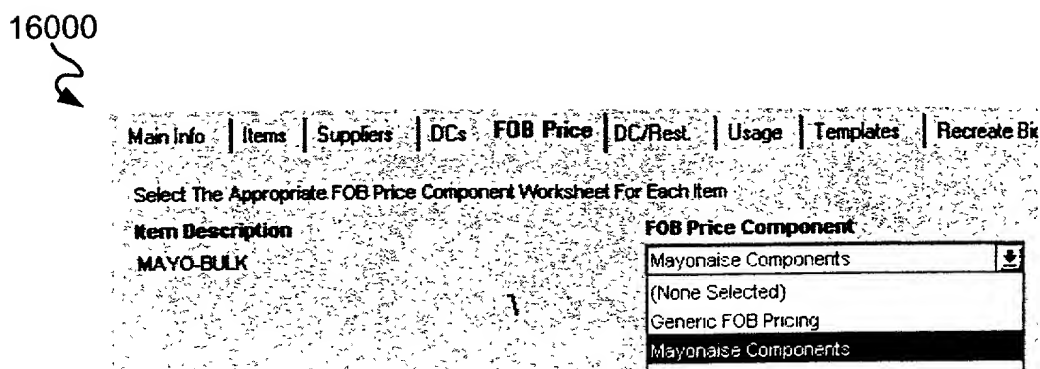 16000
Main Info Items Suppliers DCs FOB Price DC/Rest. Usage Templates Recreate Bid
Select The Appropriate FOB Price Component Worksheet For Each Item
Item Description FOB Price Component
MAYO-BULK Mayonaise Components
(None Selected)
Generic FOB Pricing
Mayonaise Components